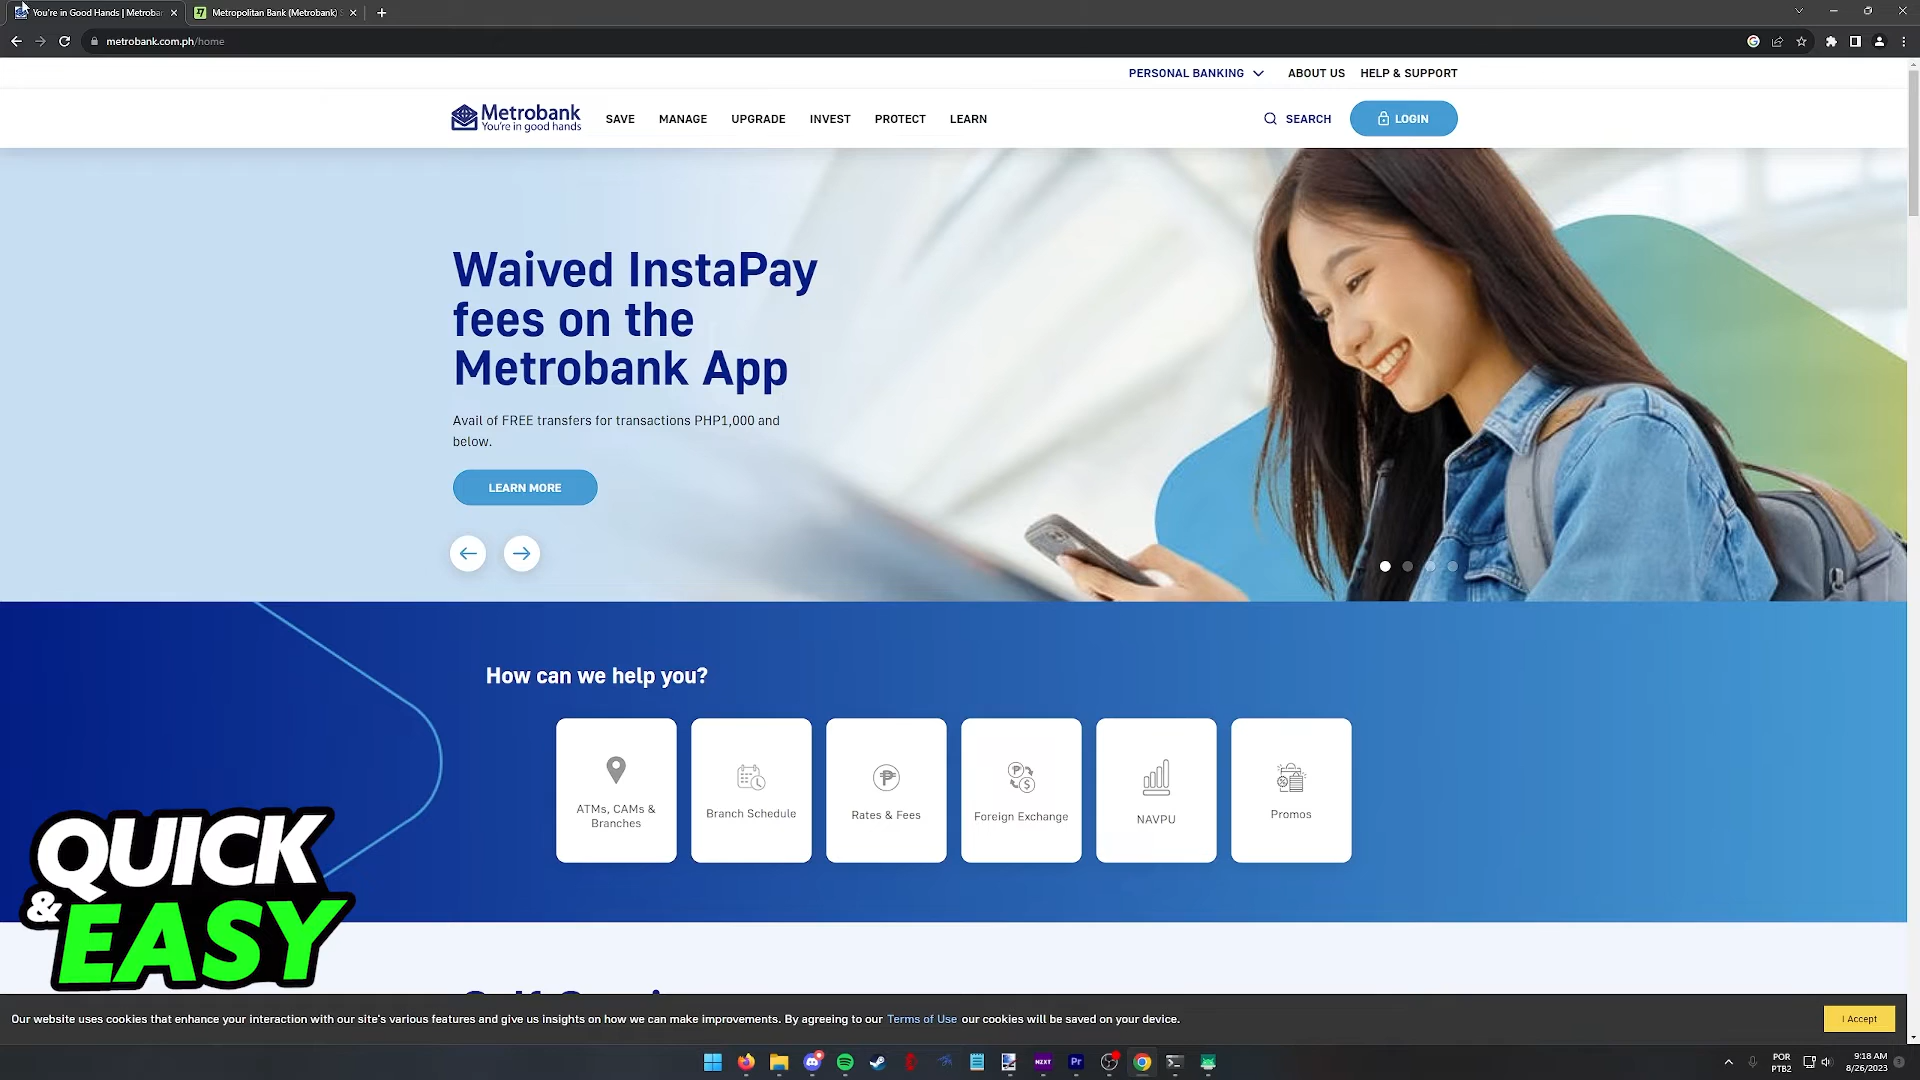 You're in Good Hands | Metroba
Metropolitan Bank (Metrobank) S
metrobank.com.ph/home
PERSONAL BANKING
ABOUT US
HELP & SUPPORT
Metrobank
You're in good hands
SAVE
MANAGE
UPGRADE
INVEST
PROTECT
LEARN
SEARCH
LOGIN
Waived InstaPay
fees on the
Metrobank App
Avail of FREE transfers for transactions PHP1,000 and
below.
LEARN MORE
How can we help you?
ATMs, CAMs &
Branches
Branch Schedule
Rates & Fees
Foreign Exchange
NAVPU
Promos
QUICK
& EASY
Our website uses cookies that enhance your interaction with our site's various features and give us insights on how we can make improvements. By agreeing to our Terms of Use our cookies will be saved on your device.
I Accept
NZXT
Pr
POR
PTB2
9:18 AM
8/26/2023